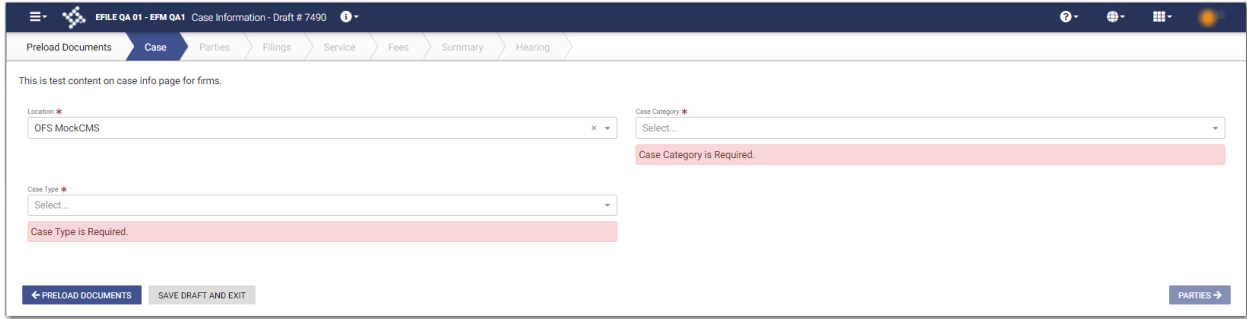 EFILE QA 01 - EFM QA1 Case Information - Draft # 7490
Preload Documents Case Parties Filings Service Fees Summary Hearing
This is test content on case info page for firms.
Location * Case Category *
OFS MockCMS × Select...
Case Category is Required.
Case Type *
Select...
Case Type is Required.
← PRELOAD DOCUMENTS SAVE DRAFT AND EXIT PARTIES →